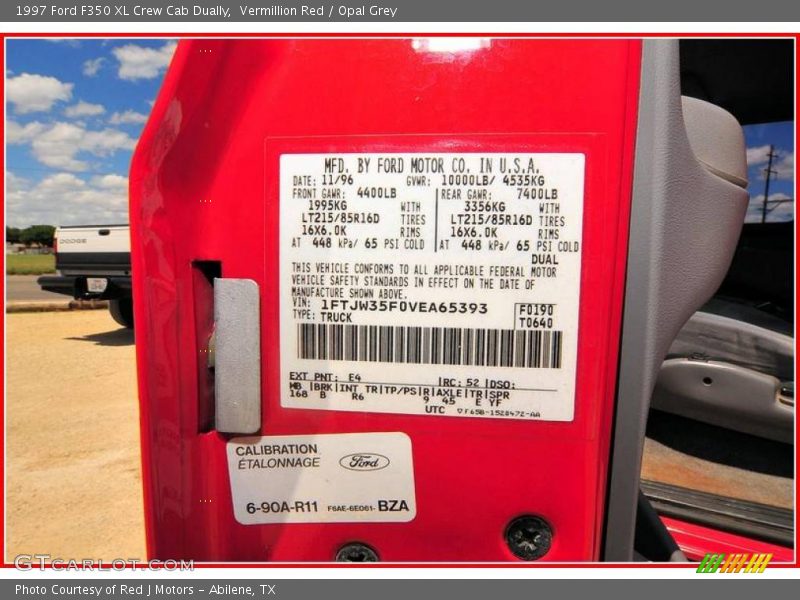 1997 Ford F350 XL Crew Cab Dually,  Vermillion Red / Opal Grey
DODGE
MFD. BY FORD MOTOR CO. IN U.S.A.
DATE: 11/96 GVWR: 10000LB/ 4535KG
FRONT GAWR: 4400LB REAR GAWR: 7400LB
1995KG WITH 3356KG WITH
LT215/85R16D TIRES LT215/85R16D TIRES
16X6.0K RIMS 16X6.0K RIMS
AT 448 kPa/ 65 PSI COLD AT 448 kPa/ 65 PSI COLD
DUAL
THIS VEHICLE CONFORMS TO ALL APPLICABLE FEDERAL MOTOR
VEHICLE SAFETY STANDARDS IN EFFECT ON THE DATE OF
MANUFACTURE SHOWN ABOVE.
VIN: 1FTJW35F0VEA65393 F0190
TYPE: TRUCK T0640
EXT PNT: E4 |RC: 52 |DSO:
MB |BRK|INT TR|TP/PS|R|AXLE|TR|SPR
168 B R6 9 45 E YF
UTC ▽F65B-1520472-AA
CALIBRATION
ÉTALONNAGE
Ford
6-90A-R11 F6AE-6E061- BZA
GTCARLOT.COM
Photo Courtesy of Red J Motors - Abilene, TX